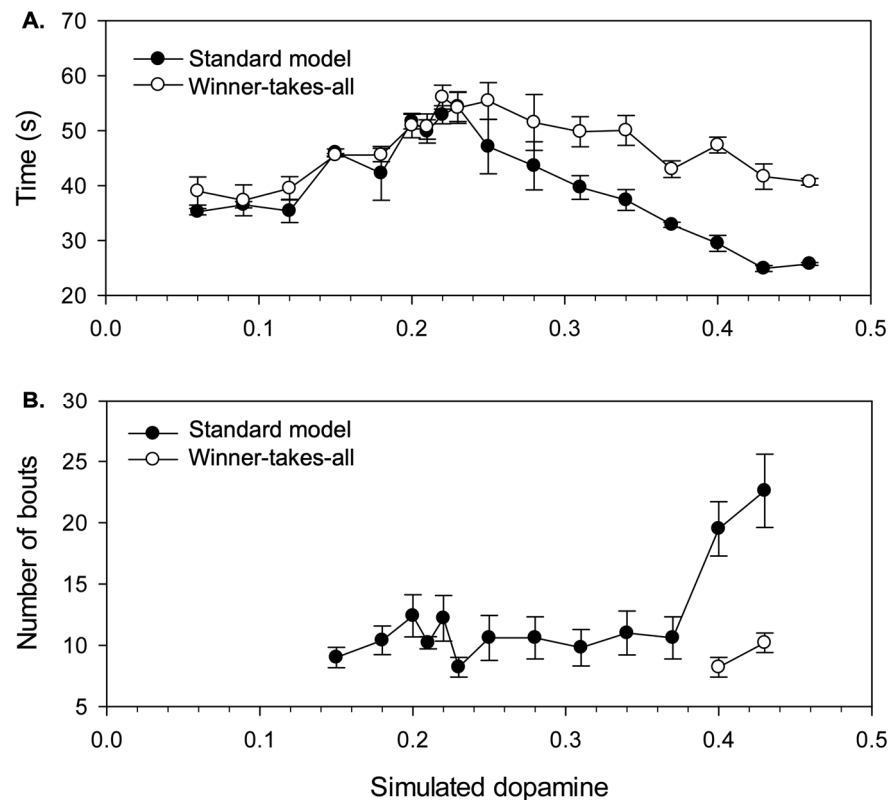 A.
70
60
50
40
30
20
Time (s)
Standard model
Winner-takes-all
0.0 0.1 0.2 0.3 0.4 0.5
B.
30
25
20
15
10
5
Number of bouts
Standard model
Winner-takes-all
0.0 0.1 0.2 0.3 0.4 0.5
Simulated dopamine